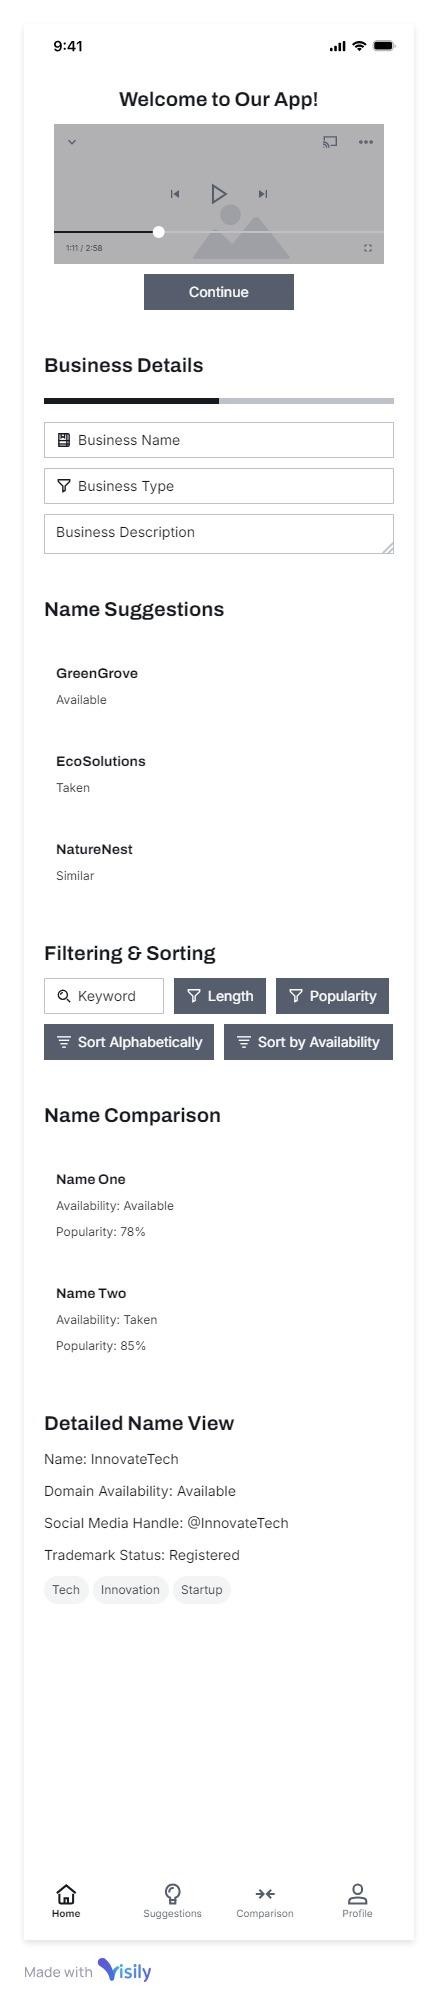 9:41
Welcome to Our App!
1:11 / 2:58
Continue
Business Details
Business Name
Business Type
Business Description
Name Suggestions
GreenGrove
Available
EcoSolutions
Taken
NatureNest
Similar
Filtering & Sorting
Keyword Length Popularity
Sort Alphabetically Sort by Availability
Name Comparison
Name One
Availability: Available
Popularity: 78%
Name Two
Availability: Taken
Popularity: 85%
Detailed Name View
Name: InnovateTech
Domain Availability: Available
Social Media Handle: @InnovateTech
Trademark Status: Registered
Tech Innovation Startup
Home Suggestions Comparison Profile
Made with Visily